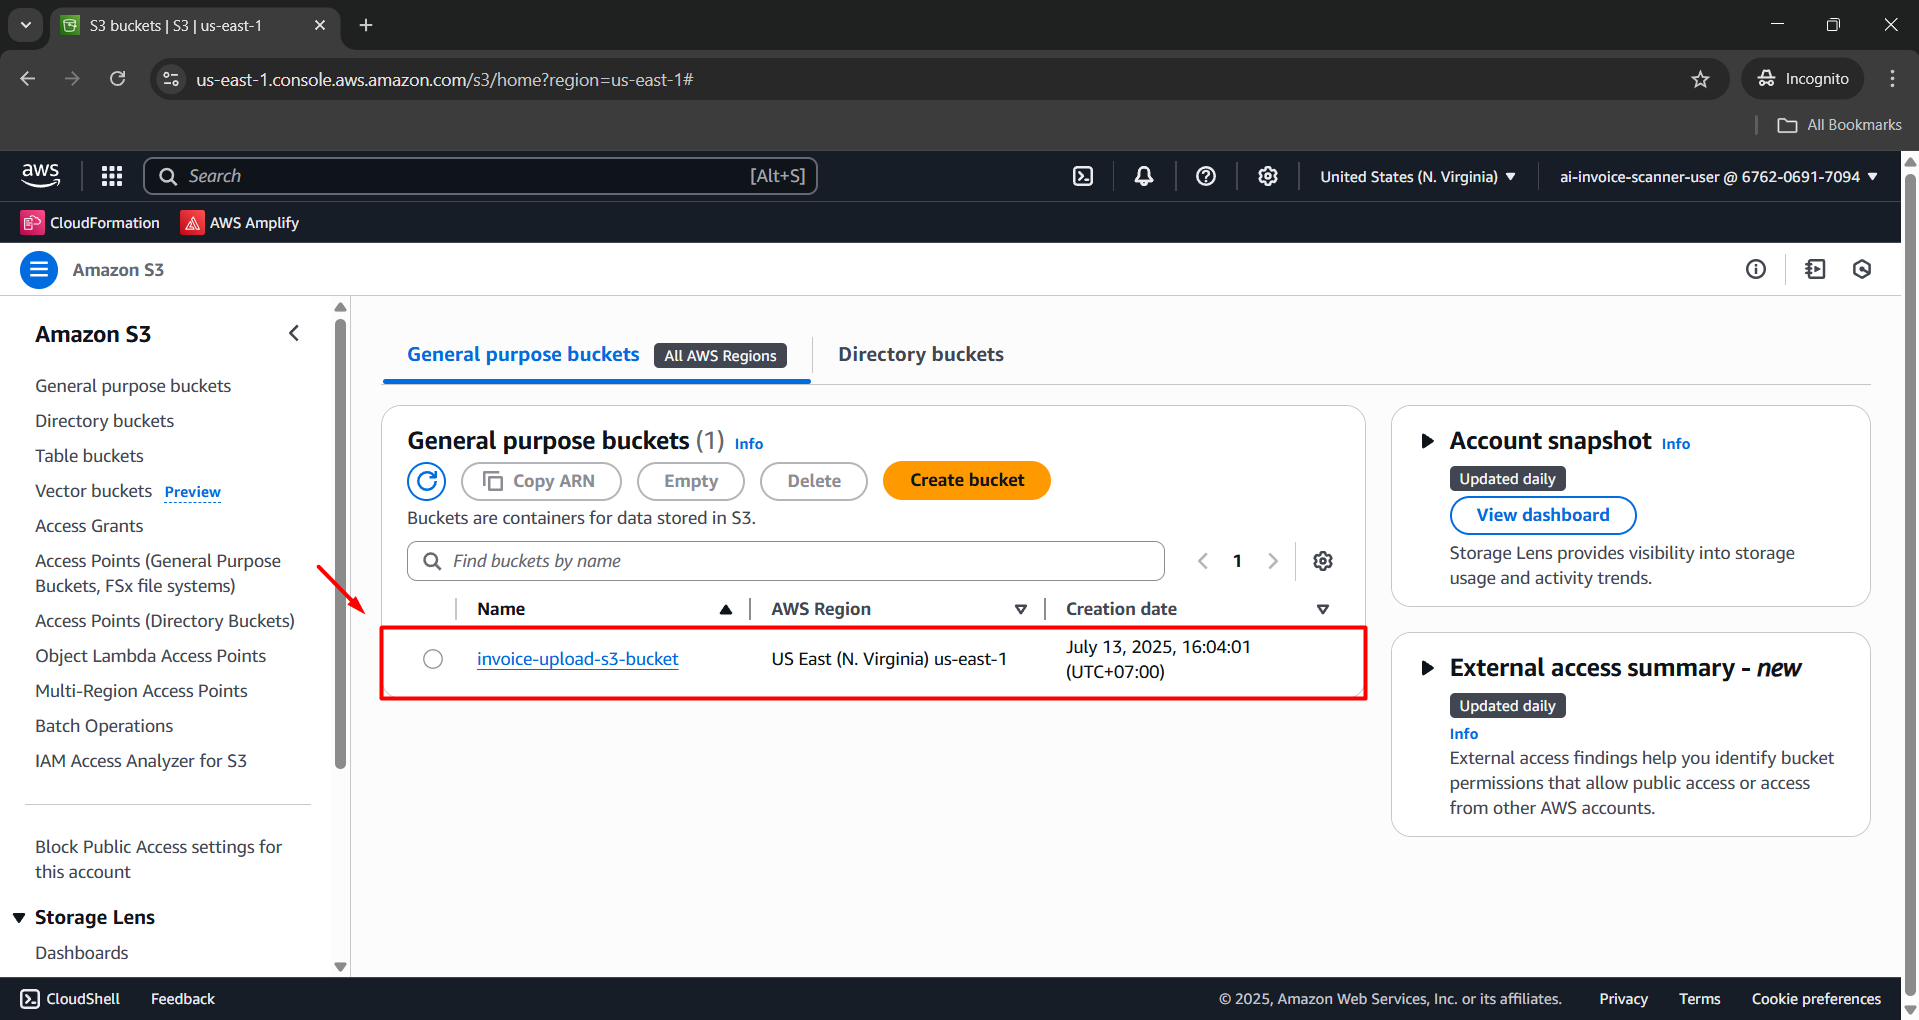 S3 buckets | S3 | us-east-1
us-east-1.console.aws.amazon.com/s3/home?region=us-east-1#
Incognito
All Bookmarks
aws
Search
[Alt+S]
United States (N. Virginia)
ai-invoice-scanner-user @ 6762-0691-7094
CloudFormation
AWS Amplify
Amazon S3
Amazon S3
General purpose buckets
Directory buckets
Table buckets
Vector buckets Preview
Access Grants
Access Points (General Purpose
Buckets, FSx file systems)
Access Points (Directory Buckets)
Object Lambda Access Points
Multi-Region Access Points
Batch Operations
IAM Access Analyzer for S3
Block Public Access settings for
this account
Storage Lens
Dashboards
General purpose buckets All AWS Regions
Directory buckets
General purpose buckets (1) Info
Copy ARN
Empty
Delete
Create bucket
Buckets are containers for data stored in S3.
Find buckets by name
1
Name
AWS Region
Creation date
invoice-upload-s3-bucket
US East (N. Virginia) us-east-1
July 13, 2025, 16:04:01
(UTC+07:00)
Account snapshot Info
Updated daily
View dashboard
Storage Lens provides visibility into storage
usage and activity trends.
External access summary - new
Updated daily
Info
External access findings help you identify bucket
permissions that allow public access or access
from other AWS accounts.
CloudShell
Feedback
© 2025, Amazon Web Services, Inc. or its affiliates.
Privacy
Terms
Cookie preferences